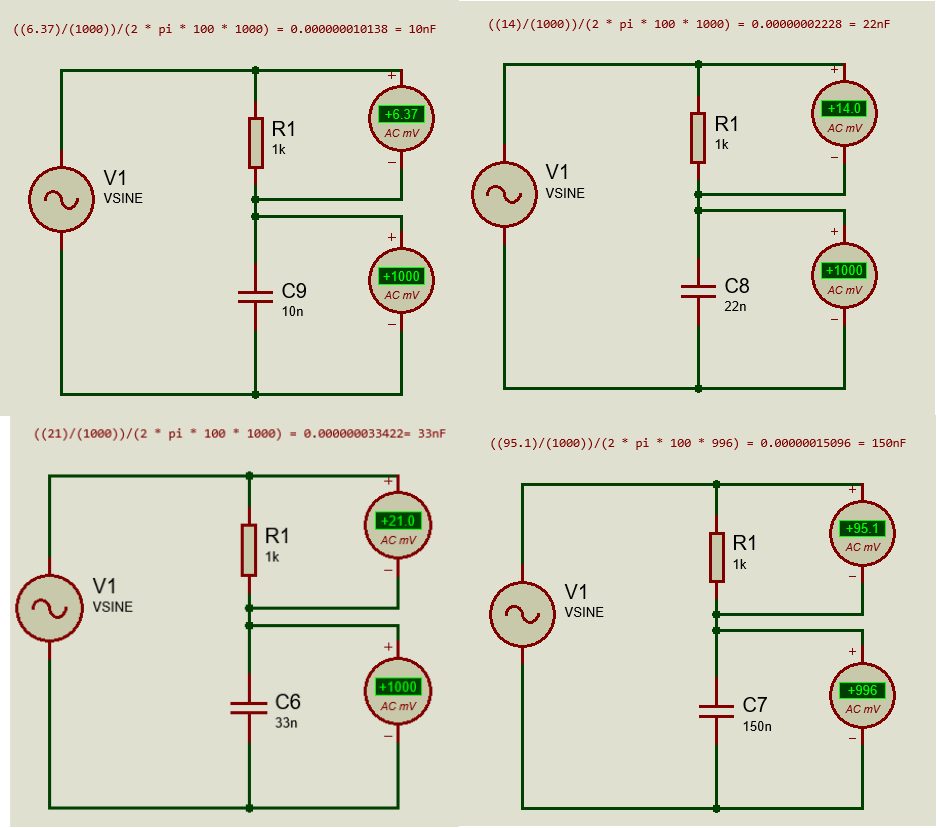 ((6.37)/(1000))/(2 * pi * 100 * 1000) = 0.000000010138 = 10nF
+
+6.37
AC mV
−
R1
1k
V1
VSINE
+
+1000
AC mV
−
C9
10n
((14)/(1000))/(2 * pi * 100 * 1000) = 0.00000002228 = 22nF
+
+14.0
AC mV
−
R1
1k
V1
VSINE
+
+1000
AC mV
−
C8
22n
((21)/(1000))/(2 * pi * 100 * 1000) = 0.000000033422= 33nF
+
+21.0
AC mV
−
R1
1k
V1
VSINE
+
+1000
AC mV
−
C6
33n
((95.1)/(1000))/(2 * pi * 100 * 996) = 0.00000015096 = 150nF
+
+95.1
AC mV
−
R1
1k
V1
VSINE
+
+996
AC mV
−
C7
150n